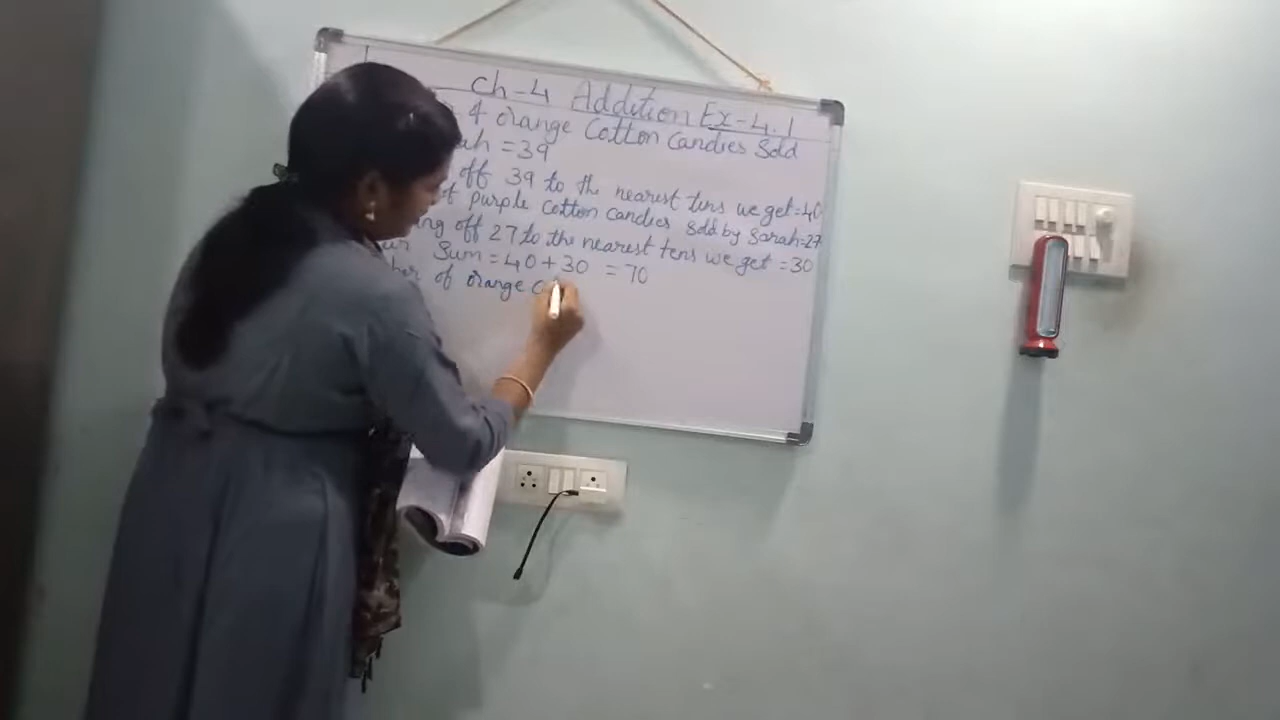 Ch-4 Addition Ex-4.1
of orange Cotton Candies Sold
ah = 39
off 39 to the nearest tens we get=40
of purple Cotton candies sold by Sarah=27
ng off 27 to the nearest tens we get =30
Sum = 40+30 =70
ber of orange c